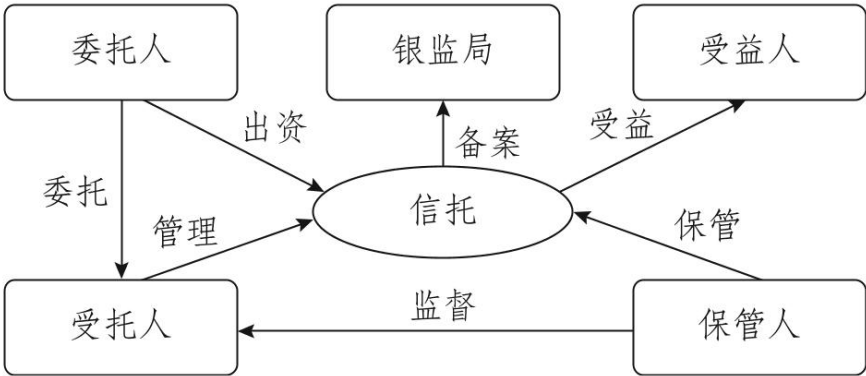 委托人
银监局
受益人
出资
备案
受益
委托
信托
管理
保管
受托人
监督
保管人